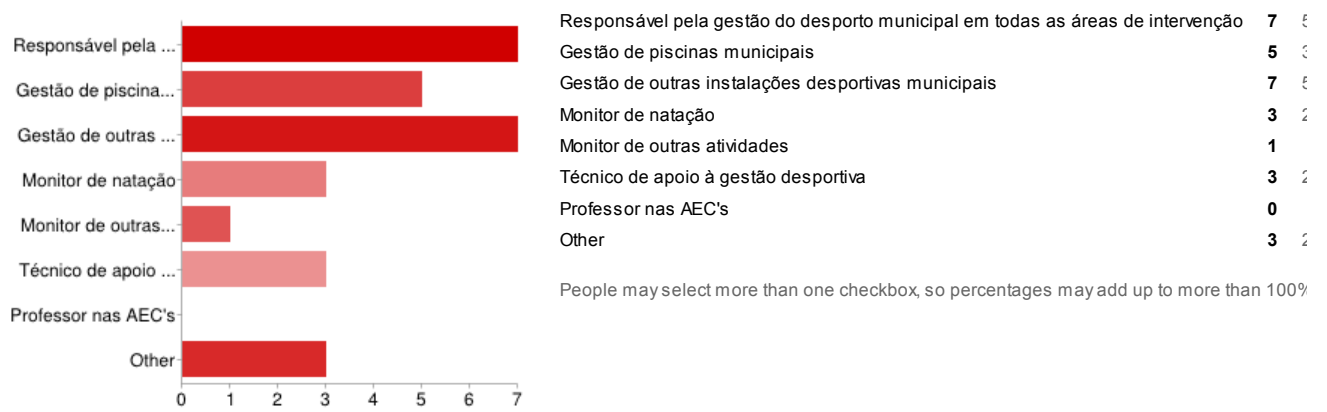 Responsável pela ...
Gestão de piscina...
Gestão de outras ...
Monitor de natação
Monitor de outras...
Técnico de apoio ...
Professor nas AEC's
Other
0 1 2 3 4 5 6 7
Responsável pela gestão do desporto municipal em todas as áreas de intervenção 7
Gestão de piscinas municipais 5
Gestão de outras instalações desportivas municipais 7
Monitor de natação 3
Monitor de outras atividades 1
Técnico de apoio à gestão desportiva 3
Professor nas AEC's 0
Other 3
People may select more than one checkbox, so percentages may add up to more than 100%